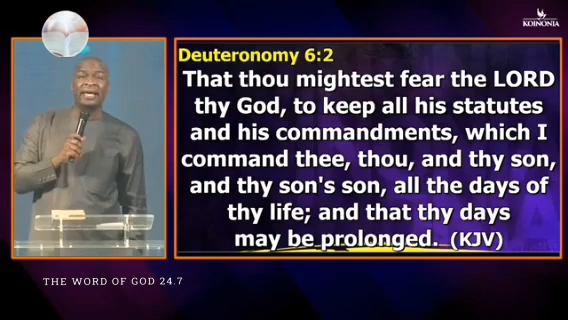 KOINONIA
Deuteronomy 6:2
That thou mightest fear the LORD
thy God, to keep all his statutes
and his commandments, which I
command thee, thou, and thy son,
and thy son's son, all the days of
thy life; and that thy days
may be prolonged. (KJV)
THE WORD OF GOD 24.7